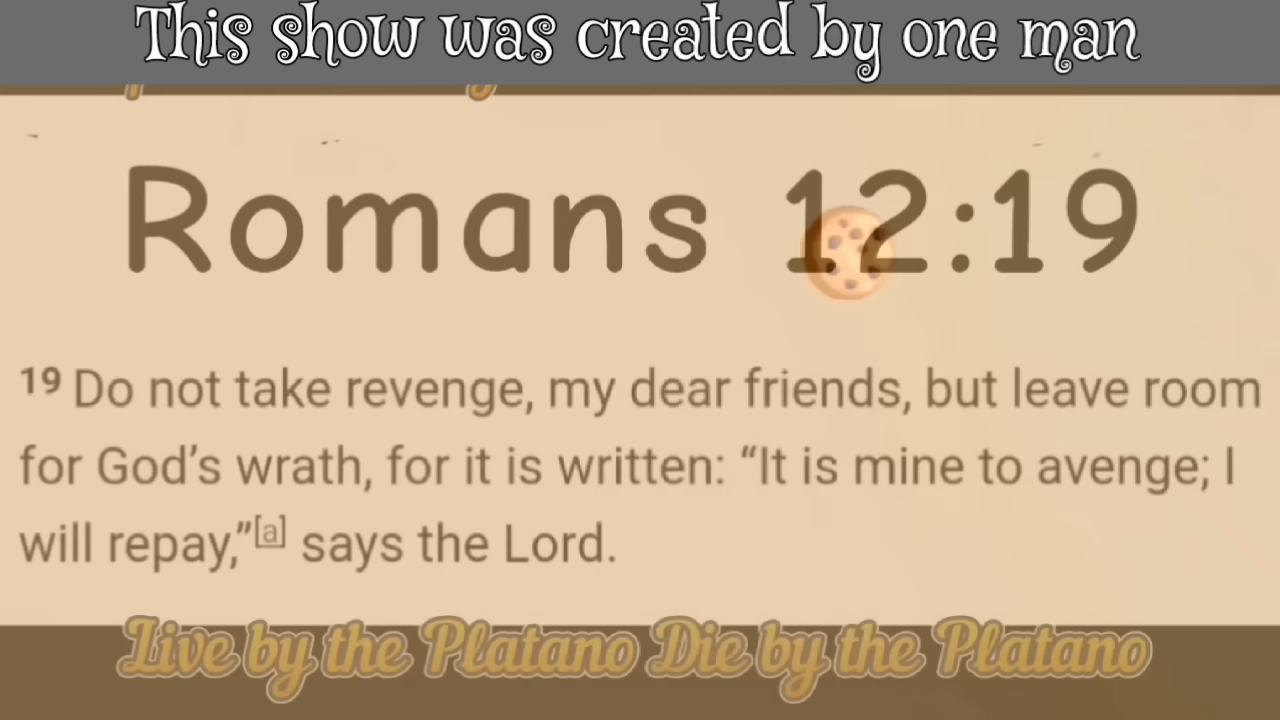 This show was created by one man
Romans 12:19
19 Do not take revenge, my dear friends, but leave room
for God’s wrath, for it is written: “It is mine to avenge; I
will repay,”[a] says the Lord.
Live by the Platano Die by the Platano